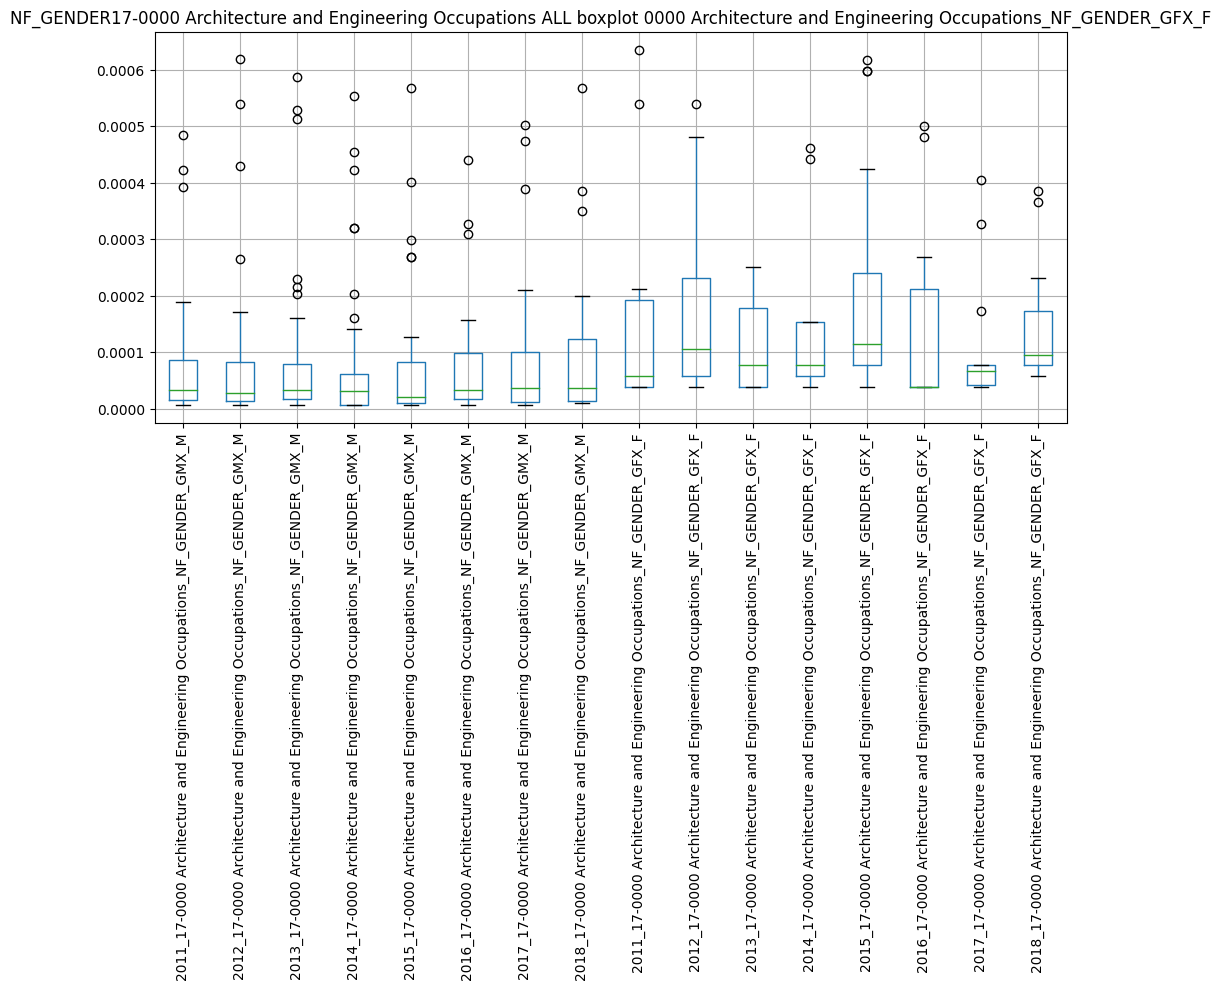 NF_GENDER17-0000 Architecture and Engineering Occupations ALL boxplot 0000 Architecture and Engineering Occupations_NF_GENDER_GFX_F
0.0006
0.0005
0.0004
0.0003
0.0002
0.0001
0.0000
2011_17-0000 Architecture and Engineering Occupations_NF_GENDER_GMX_M
2012_17-0000 Architecture and Engineering Occupations_NF_GENDER_GMX_M
2013_17-0000 Architecture and Engineering Occupations_NF_GENDER_GMX_M
2014_17-0000 Architecture and Engineering Occupations_NF_GENDER_GMX_M
2015_17-0000 Architecture and Engineering Occupations_NF_GENDER_GMX_M
2016_17-0000 Architecture and Engineering Occupations_NF_GENDER_GMX_M
2017_17-0000 Architecture and Engineering Occupations_NF_GENDER_GMX_M
2018_17-0000 Architecture and Engineering Occupations_NF_GENDER_GMX_M
2011_17-0000 Architecture and Engineering Occupations_NF_GENDER_GFX_F
2012_17-0000 Architecture and Engineering Occupations_NF_GENDER_GFX_F
2013_17-0000 Architecture and Engineering Occupations_NF_GENDER_GFX_F
2014_17-0000 Architecture and Engineering Occupations_NF_GENDER_GFX_F
2015_17-0000 Architecture and Engineering Occupations_NF_GENDER_GFX_F
2016_17-0000 Architecture and Engineering Occupations_NF_GENDER_GFX_F
2017_17-0000 Architecture and Engineering Occupations_NF_GENDER_GFX_F
2018_17-0000 Architecture and Engineering Occupations_NF_GENDER_GFX_F